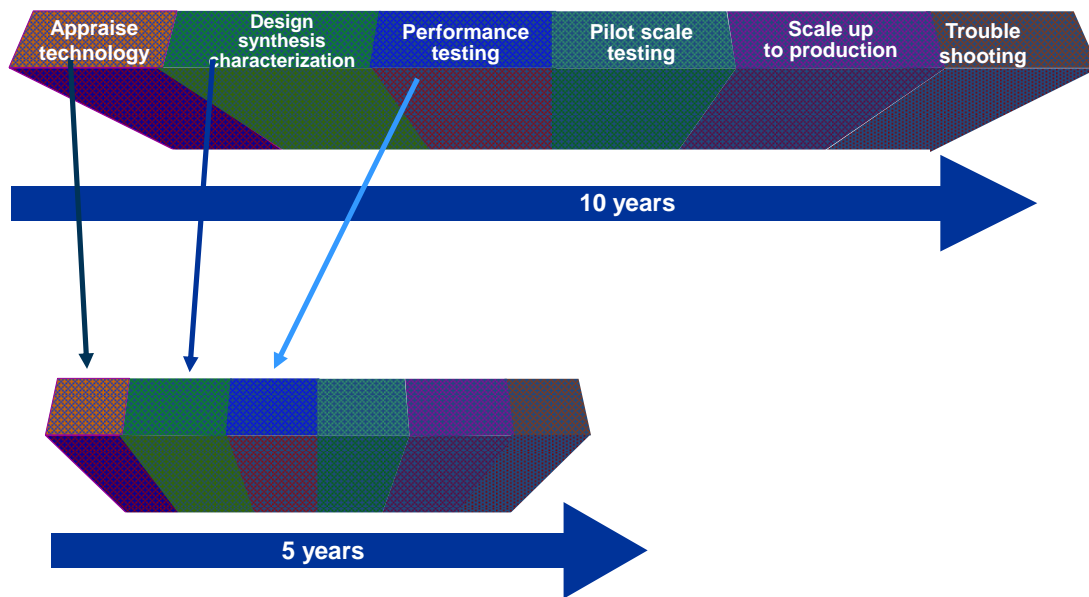 Appraise
technology
Design
synthesis
characterization
Performance
testing
Pilot scale
testing
Scale up
to production
Trouble
shooting
10 years
5 years